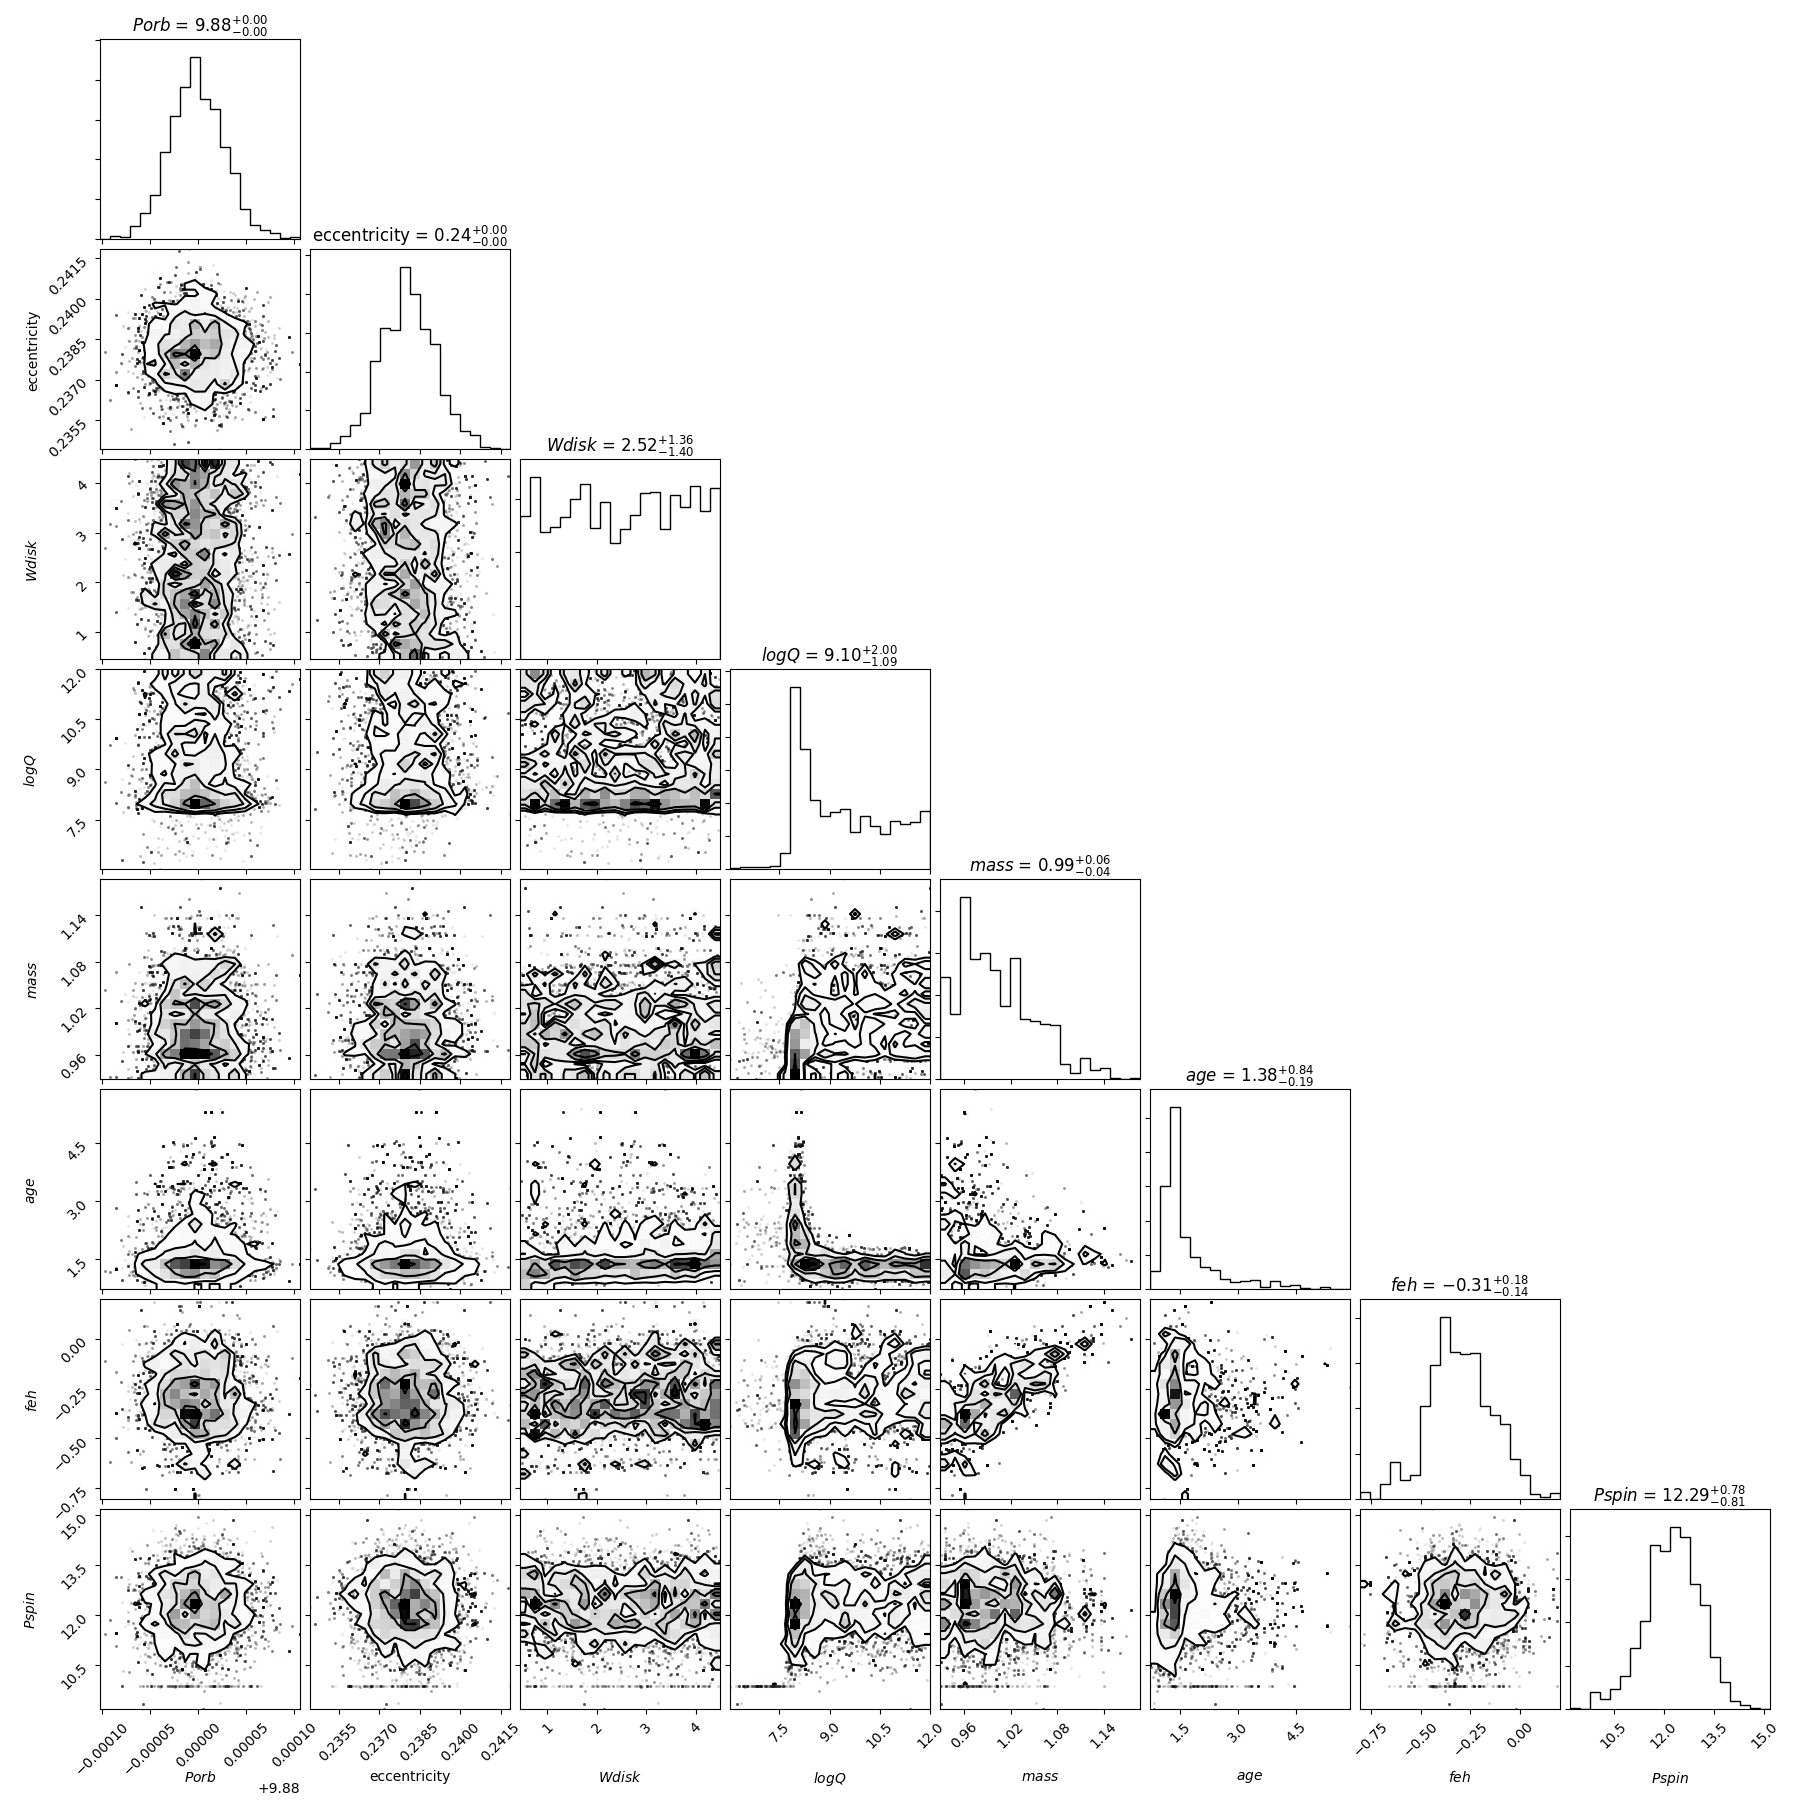 Porb = 9.88+0.00−0.00
eccentricity = 0.24+0.00−0.00
eccentricity
0.2415
0.2400
0.2385
0.2370
0.2355
Wdisk = 2.52+1.36−1.40
Wdisk
4
3
2
1
logQ = 9.10+2.00−1.09
logQ
12.0
10.5
9.0
7.5
mass = 0.99+0.06−0.04
mass
1.14
1.08
1.02
0.96
age = 1.38+0.84−0.19
age
4.5
3.0
1.5
feh = −0.31+0.18−0.14
feh
0.00
−0.25
−0.50
−0.75
Pspin = 12.29+0.78−0.81
Pspin
15.0
13.5
12.0
10.5
−0.00010 −0.00005 0.00000 0.00005 0.00010 0.2355 0.2370 0.2385 0.2400 0.2415 1 2 3 4 7.5 9.0 10.5 12.0 0.96 1.02 1.08 1.14 1.5 3.0 4.5 −0.75 −0.50 −0.25 0.00 10.5 12.0 13.5 15.0
Porb eccentricity Wdisk logQ mass age feh Pspin
+9.88